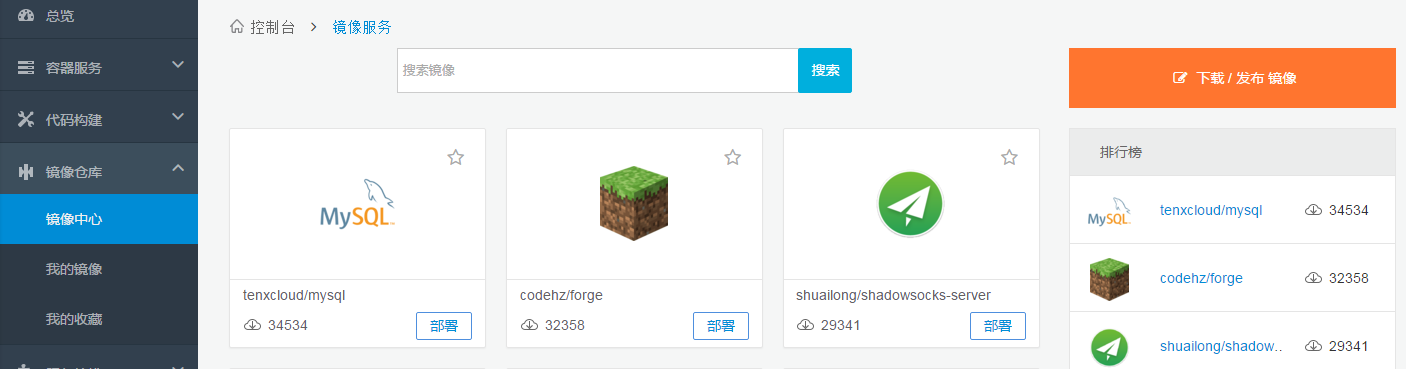 总览
容器服务
代码构建
镜像仓库
镜像中心
我的镜像
我的收藏
控制台 > 镜像服务
搜索镜像 搜索
下载 / 发布 镜像
MySQL
tenxcloud/mysql
34534 部署
codehz/forge
32358 部署
shuailong/shadowsocks-server
29341 部署
排行榜
MySQL tenxcloud/mysql 34534
codehz/forge 32358
shuailong/shadow.. 29341